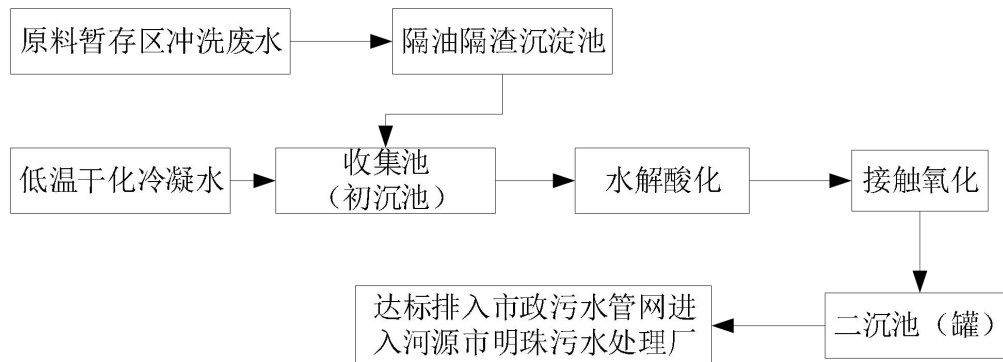 原料暂存区冲洗废水
隔油隔渣沉淀池
低温干化冷凝水
收集池
（初沉池）
水解酸化
接触氧化
二沉池（罐）
达标排入市政污水管网进
入河源市明珠污水处理厂